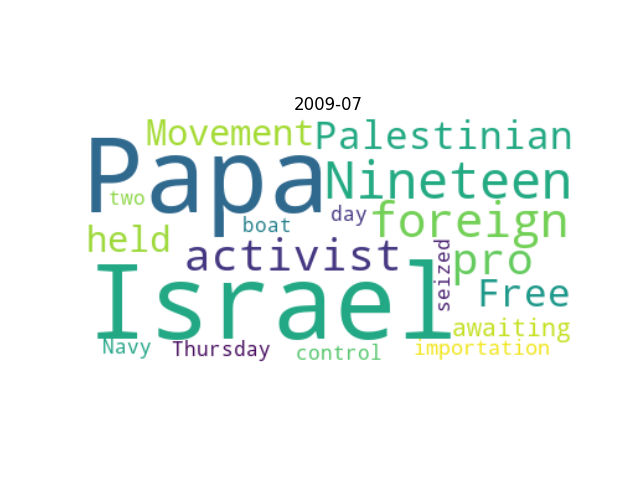 2009-07
Movement Palestinian
Papa Nineteen
two
day foreign
boat
held activist pro
seized
Israel Free
awaiting
Navy Thursday control importation